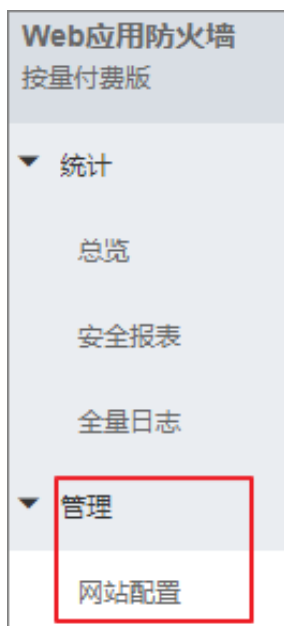 Web应用防火墙
按量付费版
统计
总览
安全报表
全量日志
管理
网站配置